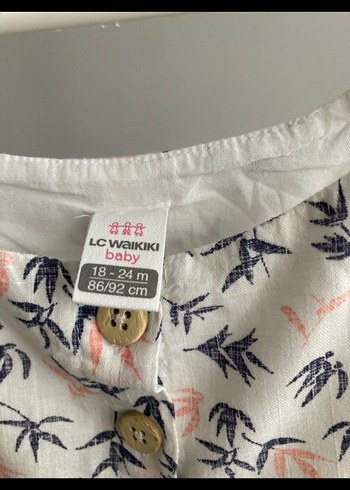 LC WAIKIKI
baby
18 - 24 m
86/92 cm